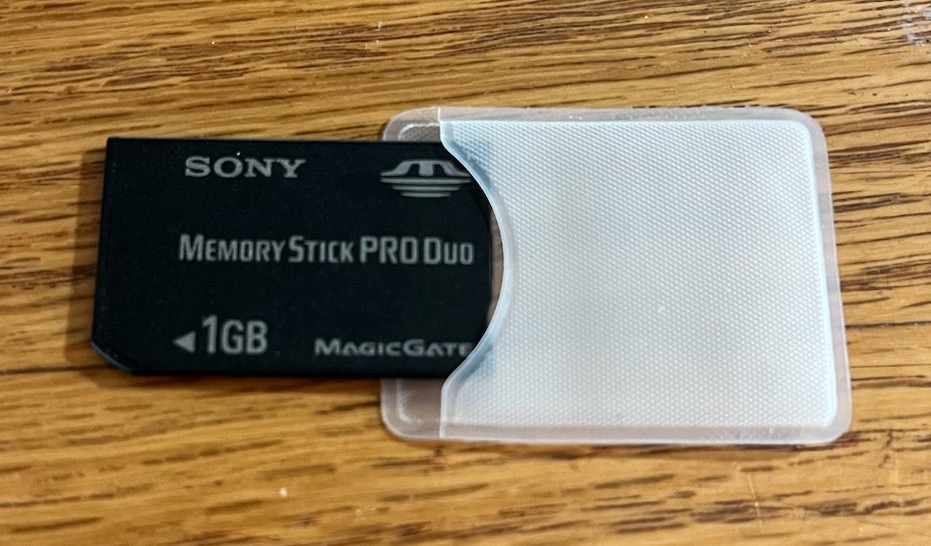 SONY
MEMORY STICK PRO DUO
◄1GB
MAGICGATE